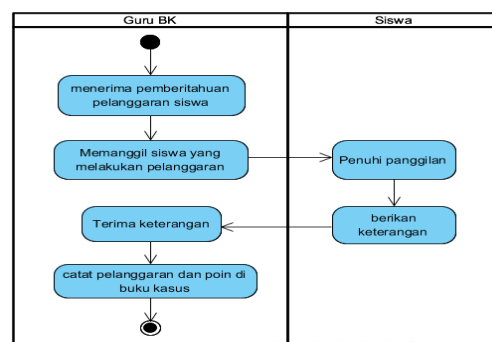 Guru BK
Siswa
menerima pemberitahuan
pelanggaran siswa
Memanggil siswa yang
melakukan pelanggaran
Penuhi panggilan
berikan
keterangan
Terima keterangan
catat pelanggaran dan poin di
buku kasus